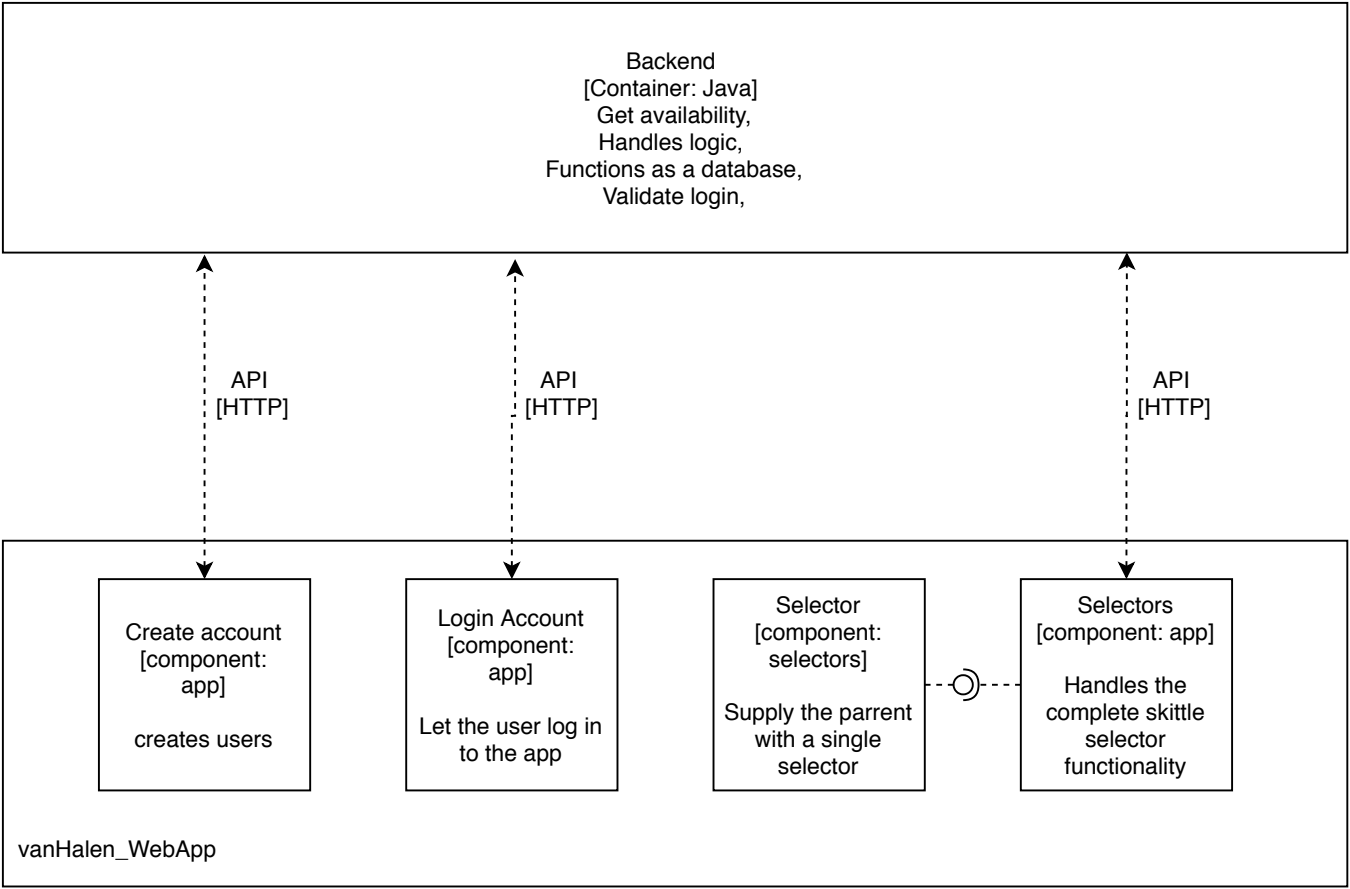 Backend
[Container: Java]
Get availability,
Handles logic,
Functions as a database,
Validate login,
API
[HTTP]
API
[HTTP]
API
[HTTP]
Create account
[component:
app]
creates users
Login Account
[component:
app]
Let the user log in
to the app
Selector
[component:
selectors]
Supply the parrent
with a single
selector
Selectors
[component: app]
Handles the
complete skittle
selector
functionality
vanHalen_WebApp